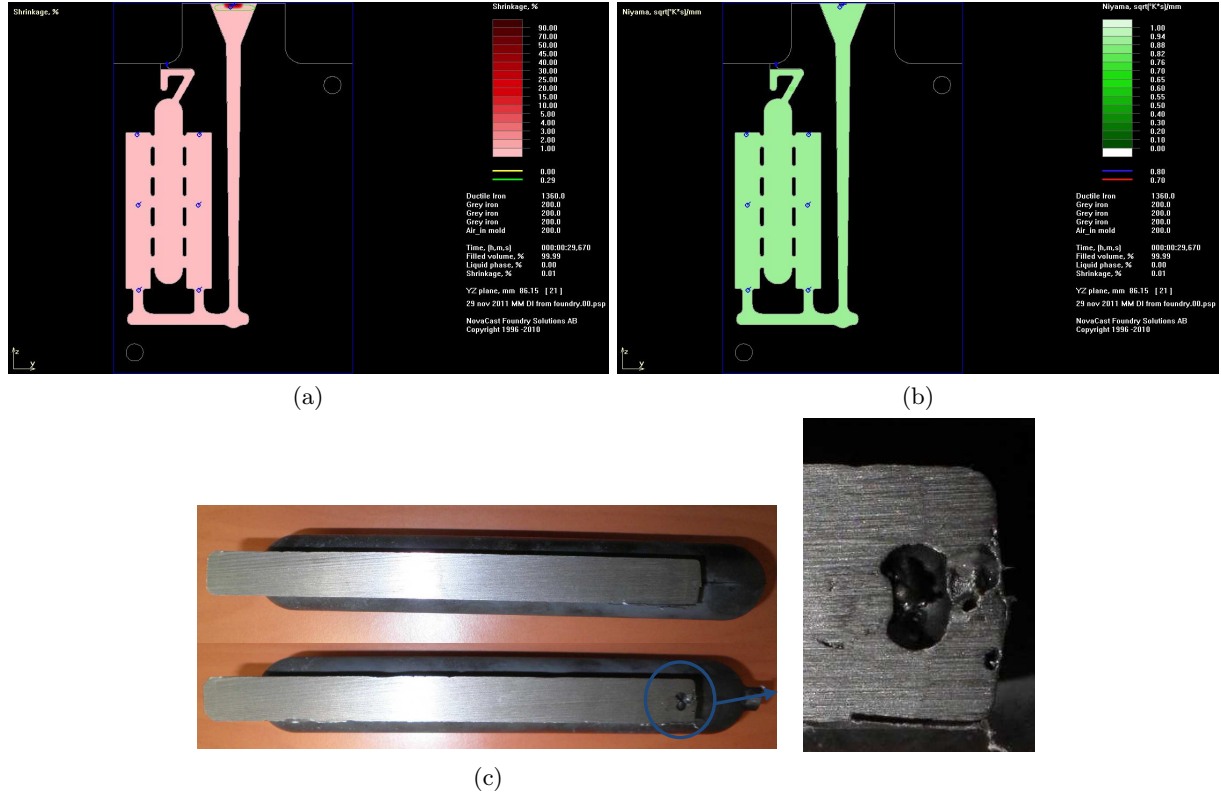 Shrinkage, %
Shrinkage, %
90.00
70.00
50.00
45.00
40.00
30.00
25.00
20.00
15.00
10.00
5.00
4.00
3.00
2.00
1.00
0.00
0.29
Ductile Iron 1360.0
Grey iron 200.0
Grey iron 200.0
Grey iron 200.0
Air_in mold 200.0
Time, (h,m,s) 000:00:29,670
Filled volume, % 99.99
Liquid phase, % 0.00
Shrinkage, % 0.01
YZ plane, mm 86.15 [ 21 ]
29 nov 2011 MM DI from foundry.00.psp
NovaCast Foundry Solutions AB
Copyright 1996 -2010
z
y
(a)
Niyama, sqrt(°K*s)/mm
Niyama, sqrt(°K*s)/mm
1.00
0.94
0.88
0.82
0.76
0.70
0.65
0.60
0.55
0.50
0.40
0.30
0.20
0.10
0.00
0.80
0.70
Ductile Iron 1360.0
Grey iron 200.0
Grey iron 200.0
Grey iron 200.0
Air_in mold 200.0
Time, (h,m,s) 000:00:29,670
Filled volume, % 99.99
Liquid phase, % 0.00
Shrinkage, % 0.01
YZ plane, mm 86.15 [ 21 ]
29 nov 2011 MM DI from foundry.00.psp
NovaCast Foundry Solutions AB
Copyright 1996 -2010
z
y
(b)
(c)